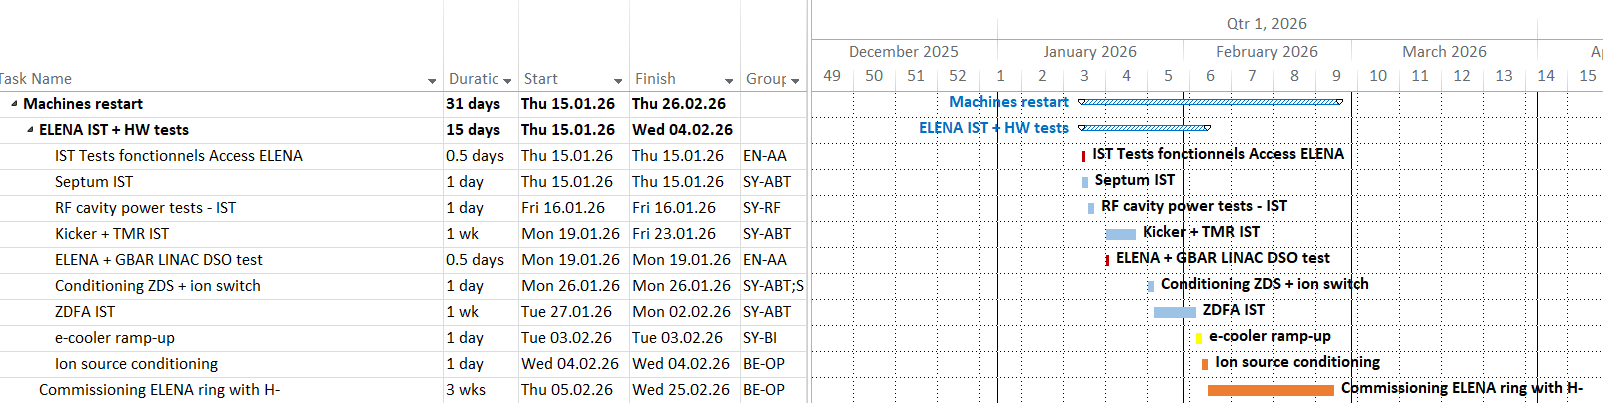 Qtr 1, 2026
December 2025 January 2026 February 2026 March 2026
Task Name Duratic Start Finish Group 49 50 51 52 1 2 3 4 5 6 7 8 9 10 11 12 13 14 15
Machines restart 31 days Thu 15.01.26 Thu 26.02.26 Machines restart
ELENA IST + HW tests 15 days Thu 15.01.26 Wed 04.02.26 ELENA IST + HW tests
IST Tests fonctionnels Access ELENA 0.5 days Thu 15.01.26 Thu 15.01.26 EN-AA IST Tests fonctionnels Access ELENA
Septum IST 1 day Thu 15.01.26 Thu 15.01.26 SY-ABT Septum IST
RF cavity power tests - IST 1 day Fri 16.01.26 Fri 16.01.26 SY-RF RF cavity power tests - IST
Kicker + TMR IST 1 wk Mon 19.01.26 Fri 23.01.26 SY-ABT Kicker + TMR IST
ELENA + GBAR LINAC DSO test 0.5 days Mon 19.01.26 Mon 19.01.26 EN-AA ELENA + GBAR LINAC DSO test
Conditioning ZDS + ion switch 1 day Mon 26.01.26 Mon 26.01.26 SY-ABT;S Conditioning ZDS + ion switch
ZDFA IST 1 wk Tue 27.01.26 Mon 02.02.26 SY-ABT ZDFA IST
e-cooler ramp-up 1 day Tue 03.02.26 Tue 03.02.26 SY-BI e-cooler ramp-up
Ion source conditioning 1 day Wed 04.02.26 Wed 04.02.26 BE-OP Ion source conditioning
Commissioning ELENA ring with H- 3 wks Thu 05.02.26 Wed 25.02.26 BE-OP Commissioning ELENA ring with H-